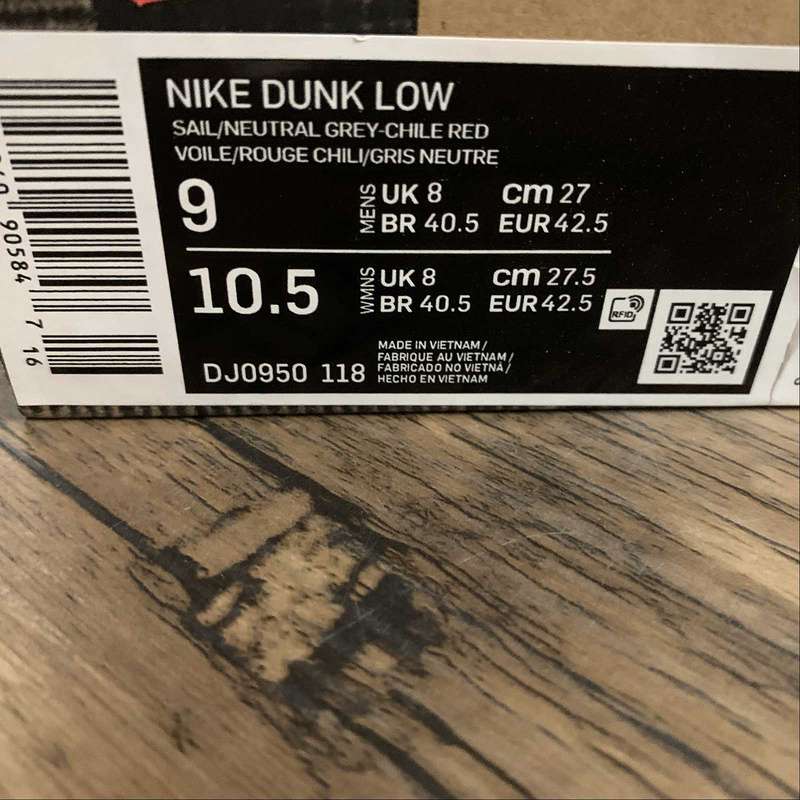 NIKE DUNK LOW
SAIL/NEUTRAL GREY-CHILE RED
VOILE/ROUGE CHILI/GRIS NEUTRE
9 MENS UK 8 cm 27
BR 40.5 EUR 42.5
10.5 WMNS UK 8 cm 27.5
BR 40.5 EUR 42.5
RFID
DJ0950 118
MADE IN VIETNAM /
FABRIQUE AU VIETNAM /
FABRICADO NO VIETNÃ /
HECHO EN VIETNAM
90584 7 16